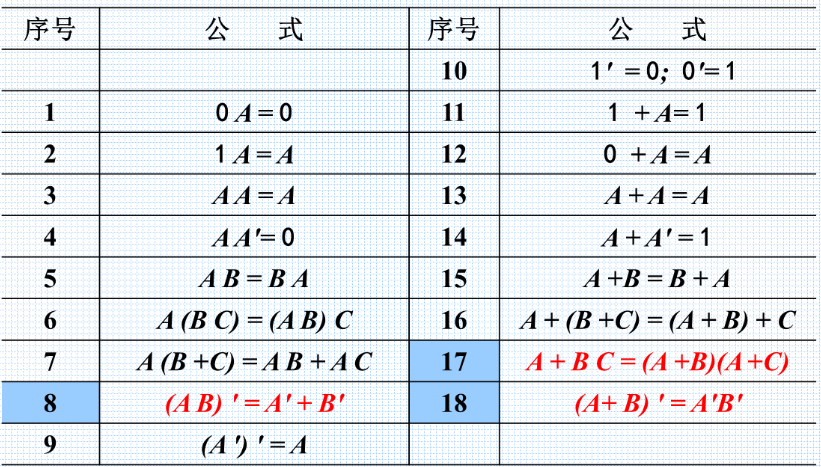 序号 公 式 序号 公 式
10 1′ = 0; 0′= 1
1 0 A = 0 11 1 + A= 1
2 1 A = A 12 0 + A = A
3 A A = A 13 A + A = A
4 A A′= 0 14 A + A′ = 1
5 A B = B A 15 A +B = B + A
6 A (B C) = (A B) C 16 A + (B +C) = (A + B) + C
7 A (B +C) = A B + A C 17 A + B C = (A +B)(A +C)
8 (A B) ′ = A′ + B′ 18 (A+ B) ′ = A′B′
9 (A ′) ′ = A